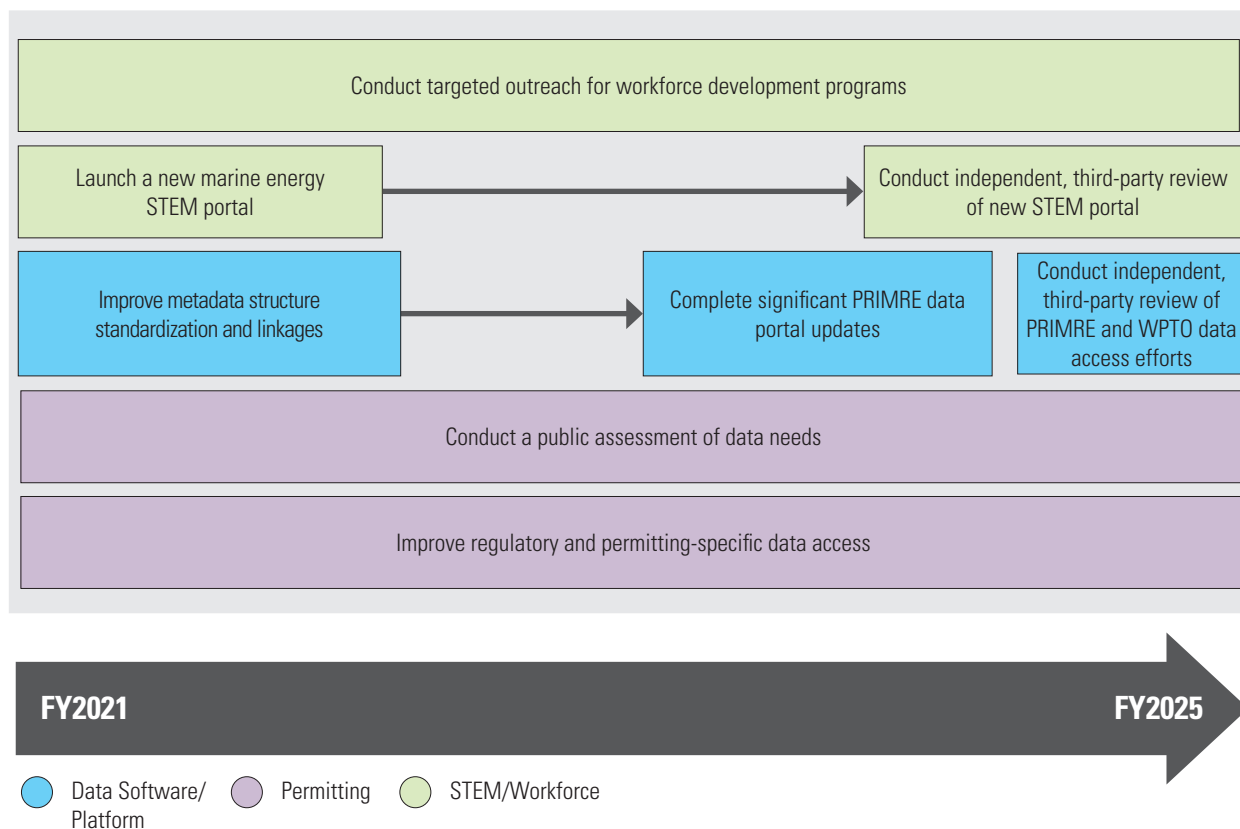 Conduct targeted outreach for workforce development programs
Launch a new marine energy
STEM portal
Conduct independent, third-party review
of new STEM portal
Improve metadata structure
standardization and linkages
Complete significant PRIMRE data
portal updates
Conduct independent,
third-party review of
PRIMRE and WPTO data
access efforts
Conduct a public assessment of data needs
Improve regulatory and permitting-specific data access
FY2021
FY2025
Data Software/
Platform
Permitting
STEM/Workforce